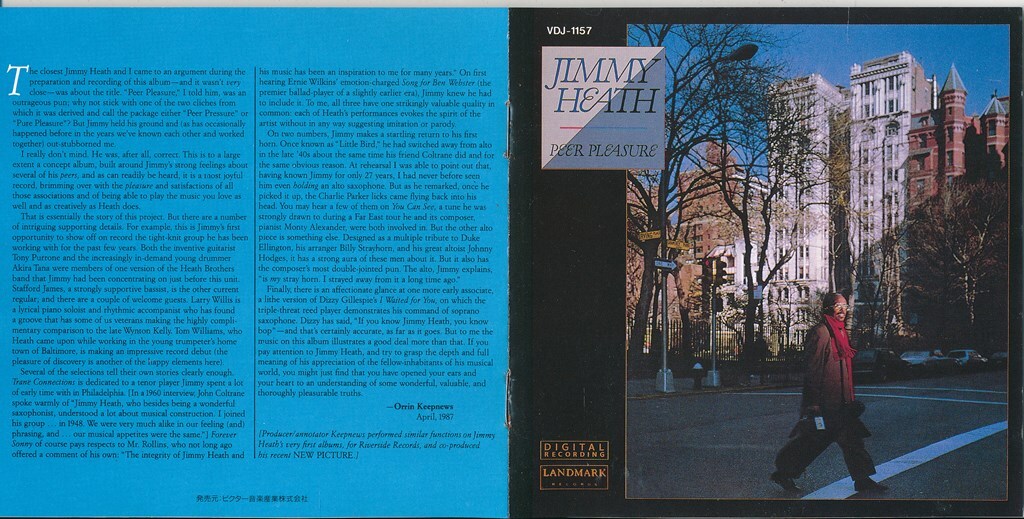 The closest Jimmy Heath and I came to an argument during the
preparation and recording of this album—and it wasn't very
close—was about the title. "Peer Pleasure," I told him, was an
outrageous pun; why not stick with one of the two cliches from
which it was derived and call the package either "Peer Pressure" or
"Pure Pleasure"? But Jimmy held his ground and (as has occasionally
happened before in the years we've known each other and worked
together) out-stubborned me.
I really don't mind. He was, after all, correct. This is to a large
extent a concept album, built around Jimmy's strong feelings about
several of his peers, and as can readily be heard, it is a most joyful
record, brimming over with the pleasure and satisfactions of all
those associations and of being able to play the music you love as
well and as creatively as Heath does.
That is essentially the story of this project. But there are a number
of intriguing supporting details. For example, this is Jimmy's first
opportunity to show off on record the tight-knit group he has been
working with for the past few years. Both the inventive guitarist
Tony Purrone and the increasingly in-demand young drummer
Akira Tana were members of one version of the Heath Brothers
band that Jimmy had been concentrating on just before this unit.
Stafford James, a strongly supportive bassist, is the other current
regular; and there are a couple of welcome guests. Larry Willis is
a lyrical piano soloist and rhythmic accompanist who has found
a groove that has some of us veterans making the highly compli-
mentary comparison to the late Wynton Kelly. Tom Williams, who
Heath came upon while working in the young trumpeter's home
town of Baltimore, is making an impressive record debut (the
pleasure of discovery is another of the happy elements here).
Several of the selections tell their own stories clearly enough.
Trane Connections is dedicated to a tenor player Jimmy spent a lot
of early time with in Philadelphia. [In a 1960 interview, John Coltrane
spoke warmly of "Jimmy Heath, who besides being a wonderful
saxophonist, understood a lot about musical construction. I joined
his group . . . in 1948. We were very much alike in our feeling (and)
phrasing, and . . . our musical appetites were the same."] Forever
Sonny of course pays respects to Mr. Rollins, who not long ago
offered a comment of his own: "The integrity of Jimmy Heath and
his music has been an inspiration to me for many years." On first
hearing Ernie Wilkins' emotion-charged Song for Ben Webster (the
premier ballad-player of a slightly earlier era), Jimmy knew he had
to include it. To me, all three have one strikingly valuable quality in
common: each of Heath's performances evokes the spirit of the
artist without in any way suggesting imitation or parody.
On two numbers, Jimmy makes a startling return to his first
horn. Once known as "Little Bird," he had switched away from alto
in the late '40s about the same time his friend Coltrane did and for
the same obvious reason. At rehearsal I was able to point out that,
having known Jimmy for only 27 years, I had never before seen
him even holding an alto saxophone. But as he remarked, once he
picked it up, the Charlie Parker licks came flying back into his
head. You may hear a few of them on You Can See, a tune he was
strongly drawn to during a Far East tour he and its composer,
pianist Monty Alexander, were both involved in. But the other alto
piece is something else. Designed as a multiple tribute to Duke
Ellington, his arranger Billy Strayhorn, and his great altoist Johnny
Hodges, it has a strong aura of these men about it. But it also has
the composer's most double-jointed pun. The alto, Jimmy explains,
"is my stray horn. I strayed away from it a long time ago."
Finally, there is an affectionate glance at one more early associate,
a lithe version of Dizzy Gillespie's I Waited for You, on which the
triple-threat reed player demonstrates his command of soprano
saxophone. Dizzy has said, "If you know Jimmy Heath, you know
bop"—and that's certainly accurate, as far as it goes. But to me the
music on this album illustrates a good deal more than that. If you
pay attention to Jimmy Heath, and try to grasp the depth and full
meaning of his appreciation of the fellow-inhabitants of his musical
world, you might just find that you have opened your ears and
your heart to an understanding of some wonderful, valuable, and
thoroughly pleasurable truths.
—Orrin Keepnews
April, 1987
[Producer/annotator Keepnews performed similar functions on Jimmy
Heath's very first albums, for Riverside Records, and co-produced
his recent NEW PICTURE.]
発売元:ビクター音楽産業株式会社
VDJ-1157
JIMMY
HEATH
PEER PLEASURE
DIGITAL
RECORDING
LANDMARK
RECORDS